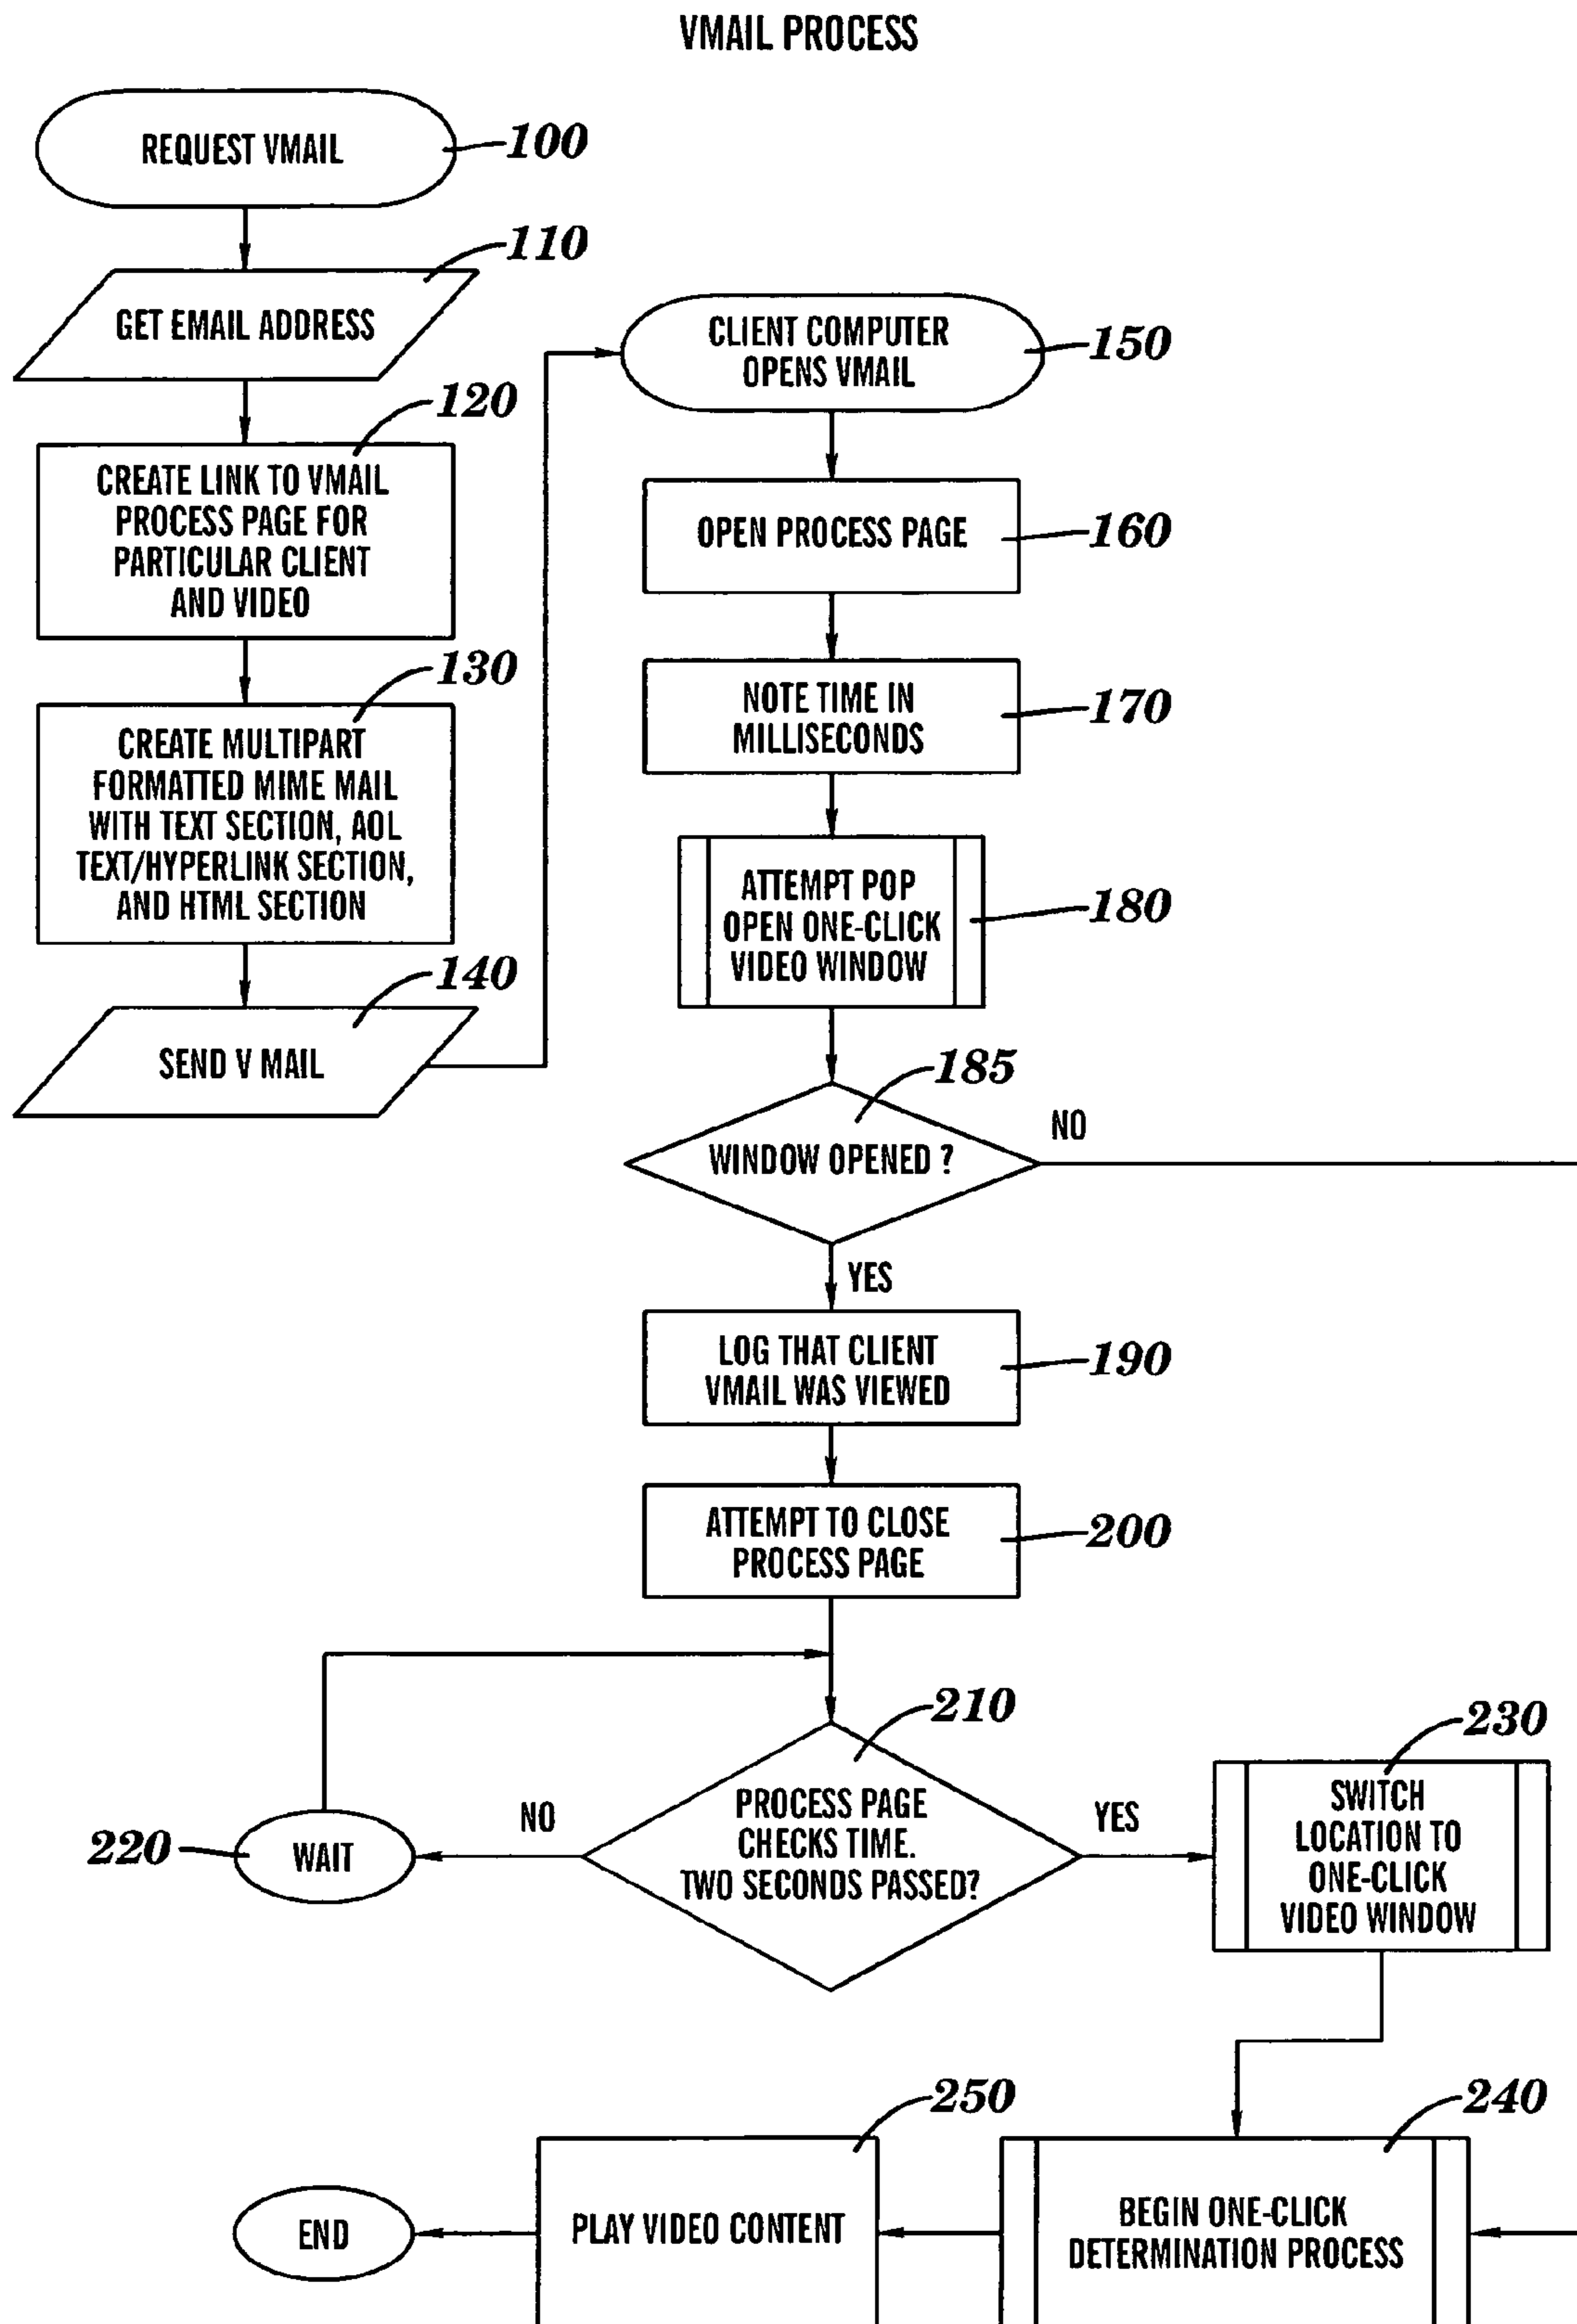 VMAIL PROCESS
REQUEST VMAIL
100
GET EMAIL ADDRESS
110
CREATE LINK TO VMAIL
PROCESS PAGE FOR
PARTICULAR CLIENT
AND VIDEO
120
CREATE MULTIPART
FORMATTED MIME MAIL
WITH TEXT SECTION, AOL
TEXT/HYPERLINK SECTION,
AND HTML SECTION
130
SEND V MAIL
140
CLIENT COMPUTER
OPENS VMAIL
150
OPEN PROCESS PAGE
160
NOTE TIME IN
MILLISECONDS
170
ATTEMPT POP
OPEN ONE-CLICK
VIDEO WINDOW
180
185
WINDOW OPENED ?
NO
YES
LOG THAT CLIENT
VMAIL WAS VIEWED
190
ATTEMPT TO CLOSE
PROCESS PAGE
200
210
PROCESS PAGE
CHECKS TIME.
TWO SECONDS PASSED?
NO
YES
220
WAIT
230
SWITCH
LOCATION TO
ONE-CLICK
VIDEO WINDOW
240
BEGIN ONE-CLICK
DETERMINATION PROCESS
250
PLAY VIDEO CONTENT
END